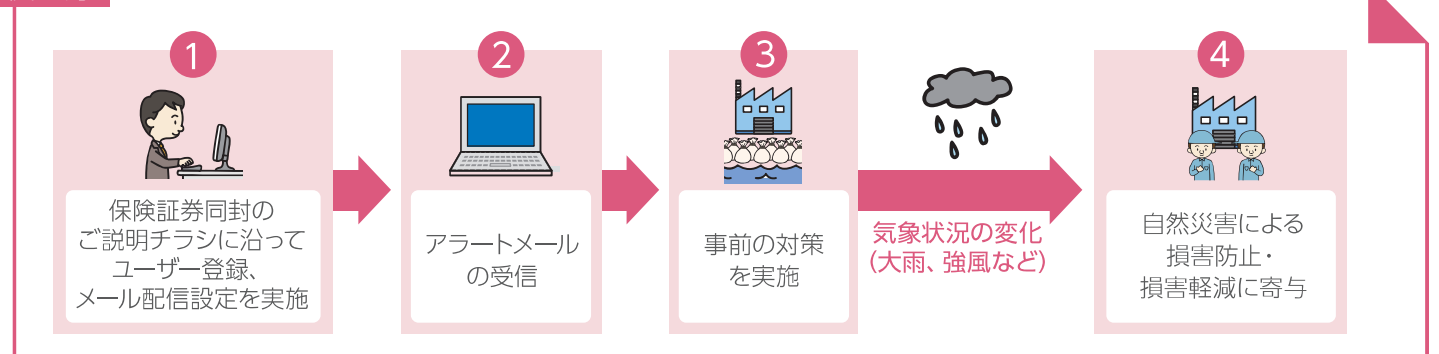 1
保険証券同封の
ご説明チラシに沿って
ユーザー登録、
メール配信設定を実施
2
アラートメール
の受信
3
事前の対策
を実施
気象状況の変化
(大雨、強風など)
4
自然災害による
損害防止・
損害軽減に寄与